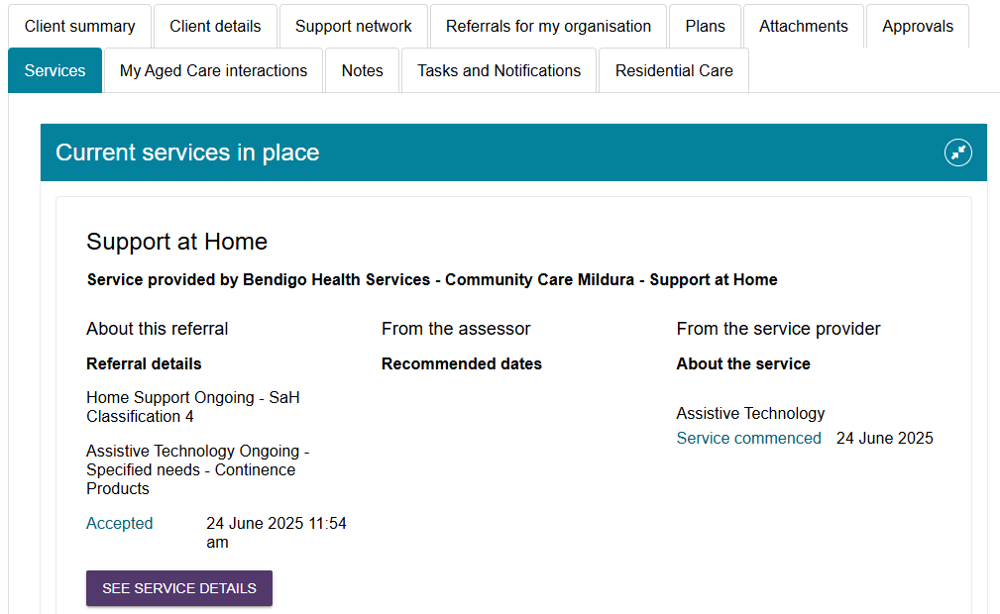 Client summary
Client details
Support network
Referrals for my organisation
Plans
Attachments
Approvals
Services
My Aged Care interactions
Notes
Tasks and Notifications
Residential Care
Current services in place
Support at Home
Service provided by Bendigo Health Services - Community Care Mildura - Support at Home
About this referral
Referral details
Home Support Ongoing - SaH
Classification 4
Assistive Technology Ongoing -
Specified needs - Continence
Products
Accepted 24 June 2025 11:54
am
SEE SERVICE DETAILS
From the assessor
Recommended dates
From the service provider
About the service
Assistive Technology
Service commenced 24 June 2025